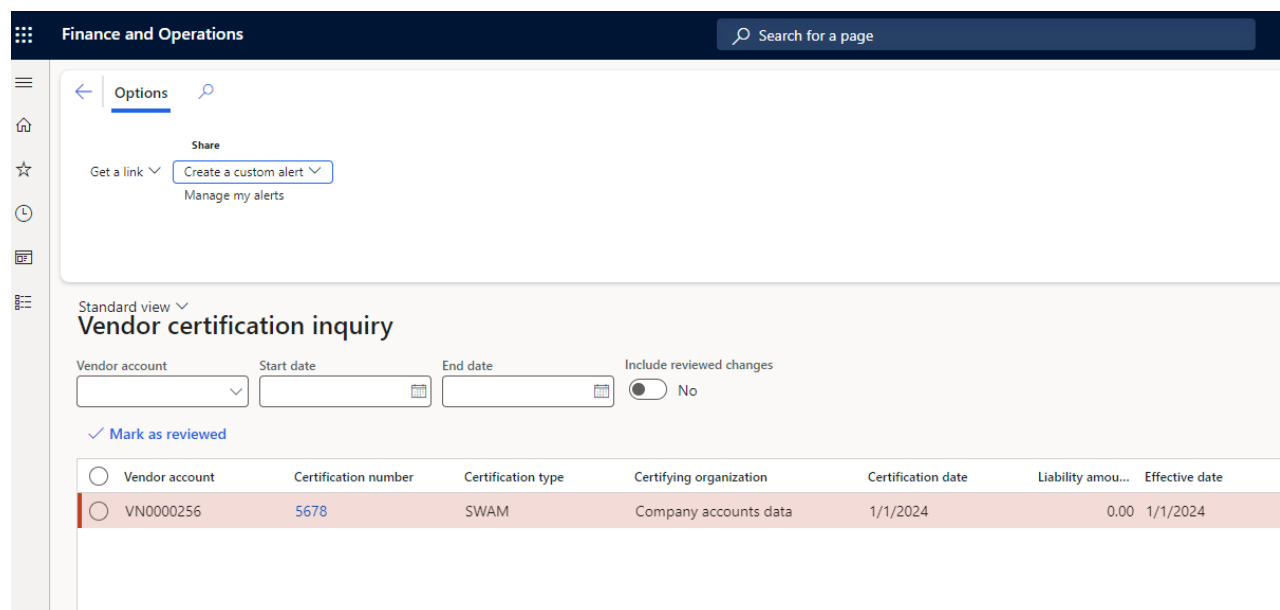 Finance and Operations
Search for a page
Options
Share
Get a link
Create a custom alert
Manage my alerts
Standard view
Vendor certification inquiry
Vendor account Start date End date Include reviewed changes
No
Mark as reviewed
Vendor account Certification number Certification type Certifying organization Certification date Liability amou... Effective date
VN0000256 5678 SWAM Company accounts data 1/1/2024 0.00 1/1/2024